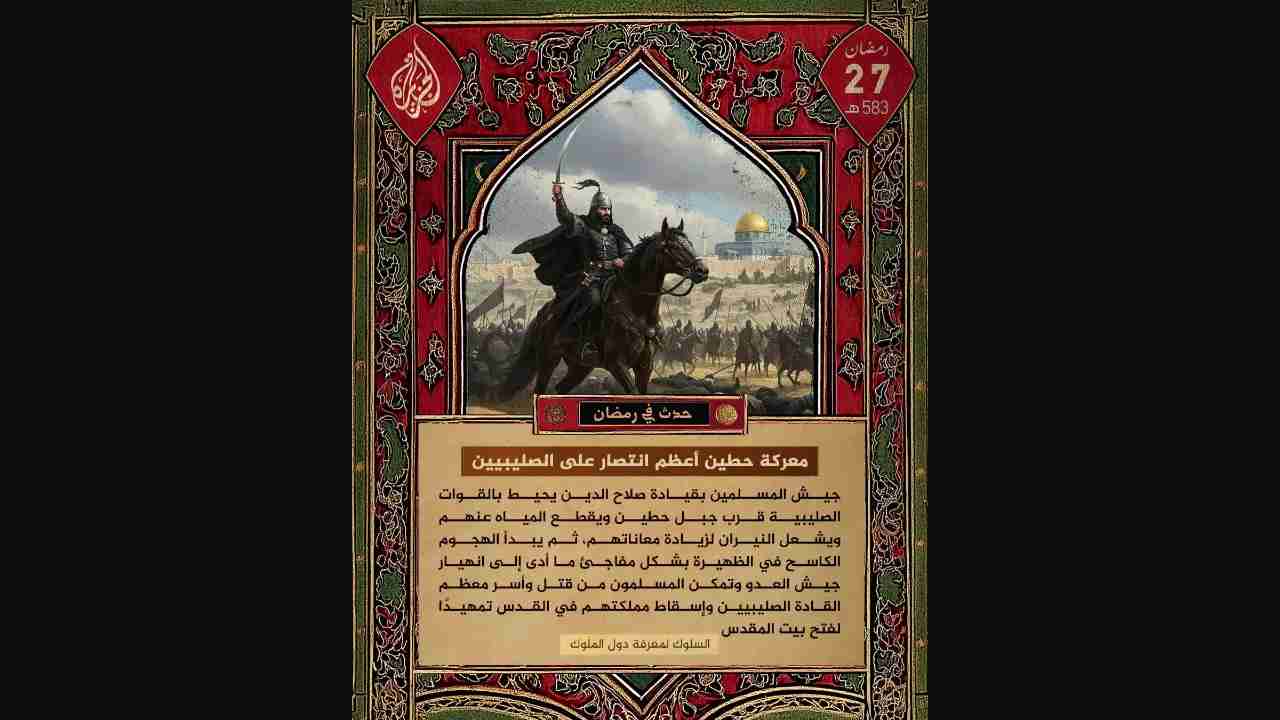 الجزيرة
رمضان
27
583هـ
حدث في رمضان
معركة حطين أعظم انتصار على الصليبيين
جيش المسلمين بقيادة صلاح الدين يحيط بالقوات
الصليبية قرب جبل حطين ويقطع المياه عنهم
ويشعل النيران لزيادة معاناتهم، ثم يبدأ الهجوم
الكاسح في الظهيرة بشكل مفاجئ ما أدى إلى انهيار
جيش العدو وتمكن المسلمون من قتل وأسر معظم
القادة الصليبيين وإسقاط مملكتهم في القدس تمهيدًا
لفتح بيت المقدس
السلوك لمعرفة دول الملوك